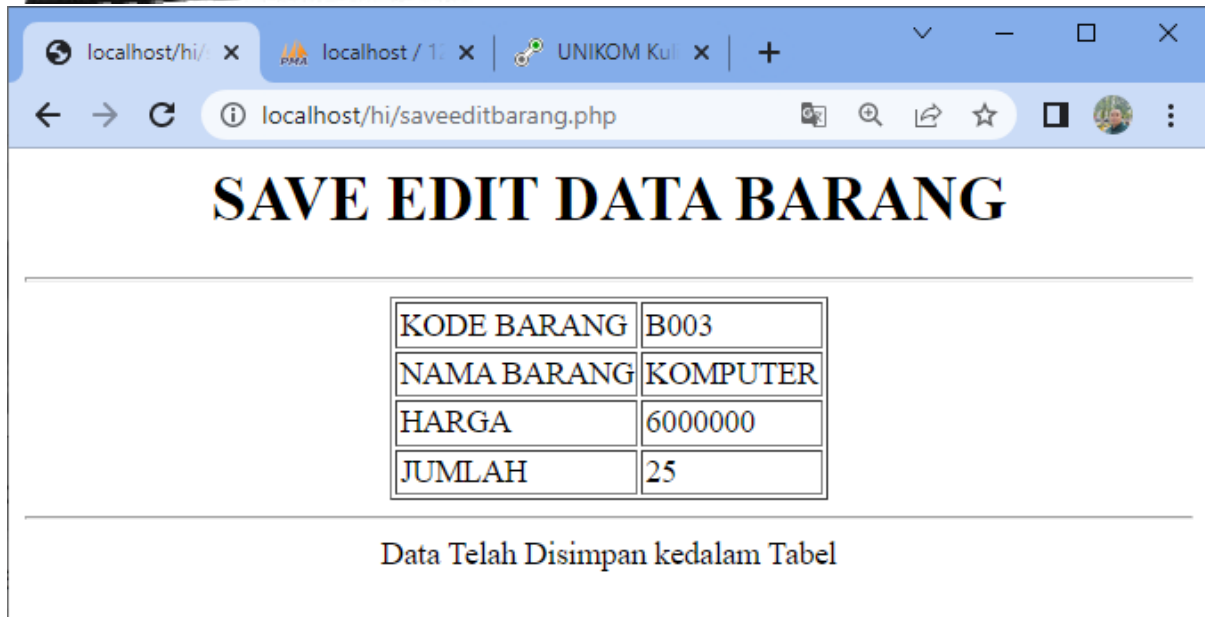 localhost/hi/
localhost / 1
UNIKOM Kul
localhost/hi/saveeditbarang.php
SAVE EDIT DATA BARANG
KODE BARANG B003
NAMA BARANG KOMPUTER
HARGA 6000000
JUMLAH 25
Data Telah Disimpan kedalam Tabel